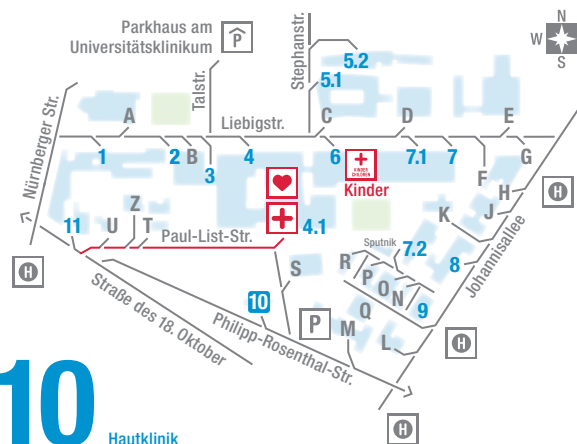 Parkhaus am
Universitätsklinikum
P
N
W
S
Stephanstr.
5.2
5.1
Talstr.
Nürnberger Str.
A
Liebigstr.
C
D
E
1
2
B
3
4
6
KINDER
CHILDREN
Kinder
7.1
7
F
G
H
H
J
K
Johannisallee
11
U
Z
T
Paul-List-Str.
4.1
Sputnik
7.2
8
R
P
O
N
9
S
H
Straße des 18. Oktober
10
Philipp-Rosenthal-Str.
P
Q
M
L
H
H
10
Hautklinik